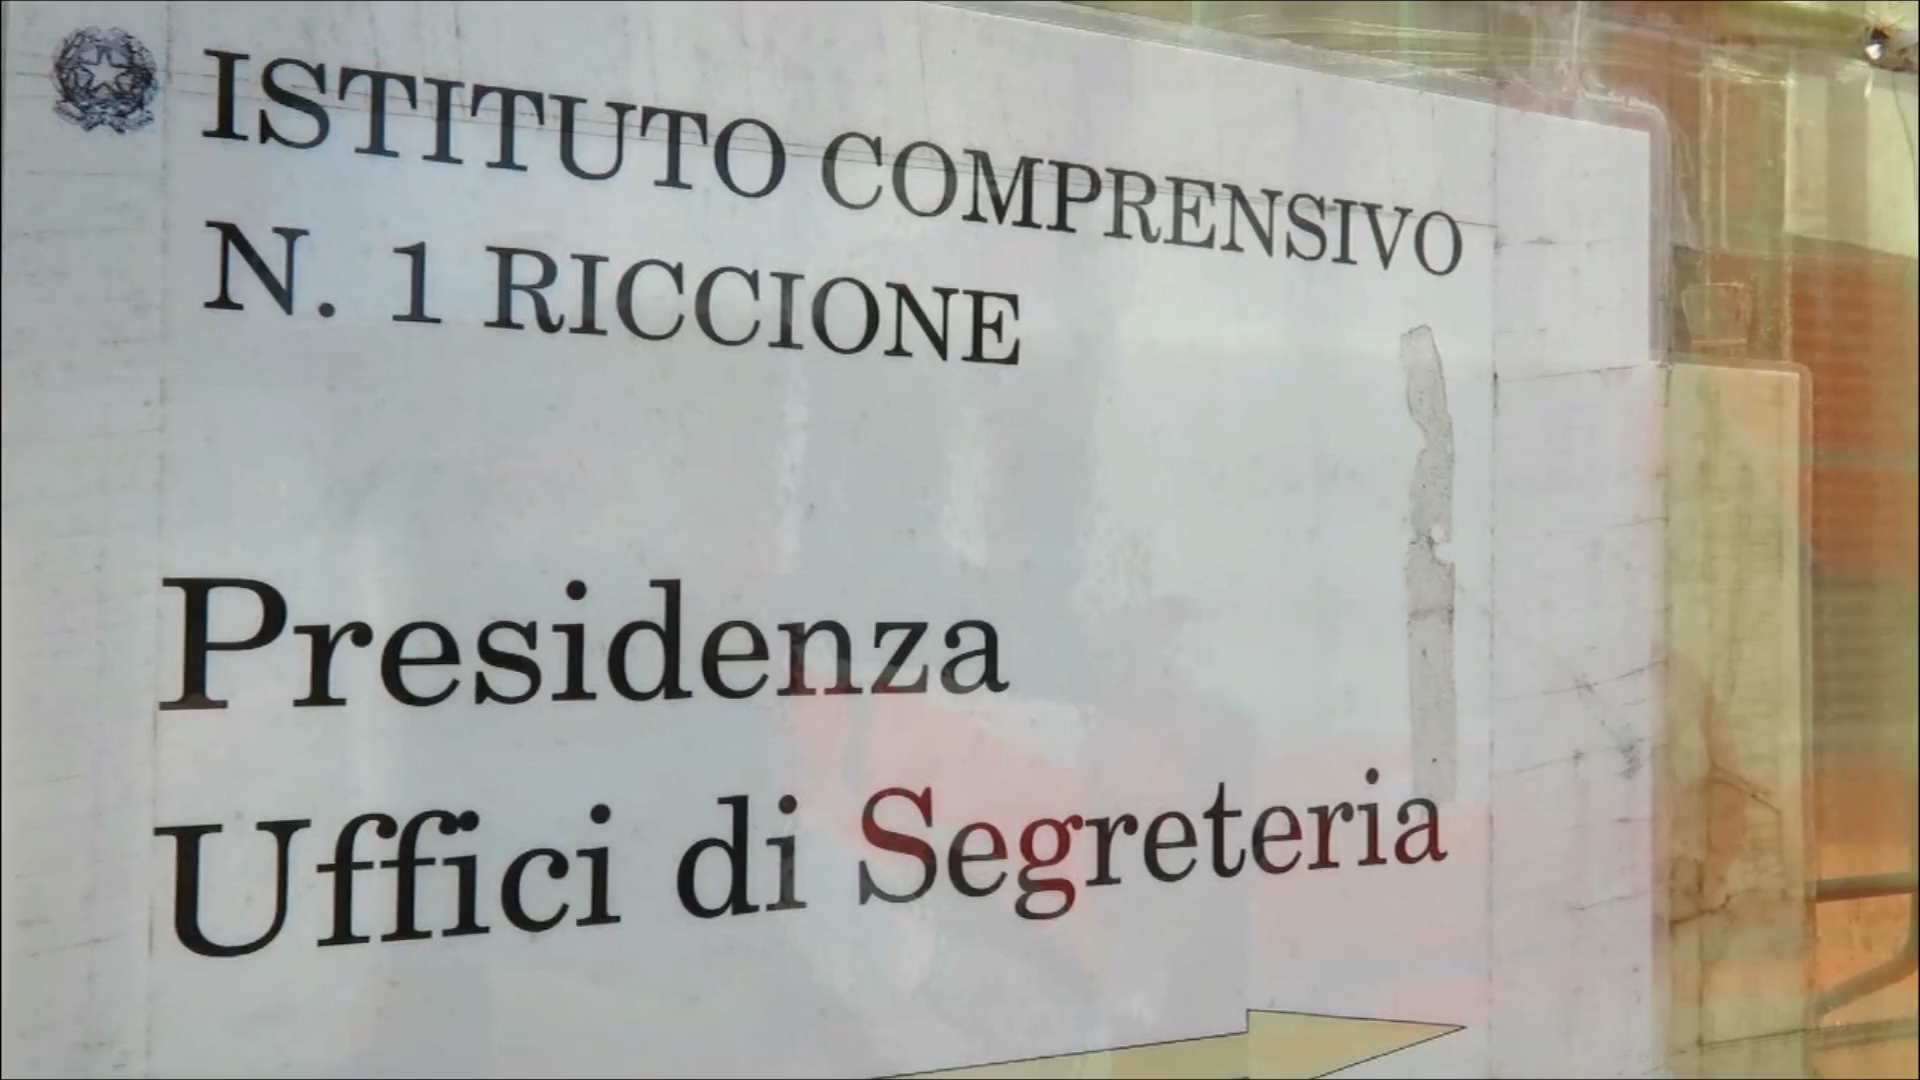 ISTITUTO COMPRENSIVO
N. 1 RICCIONE
Presidenza
Uffici di Segreteria